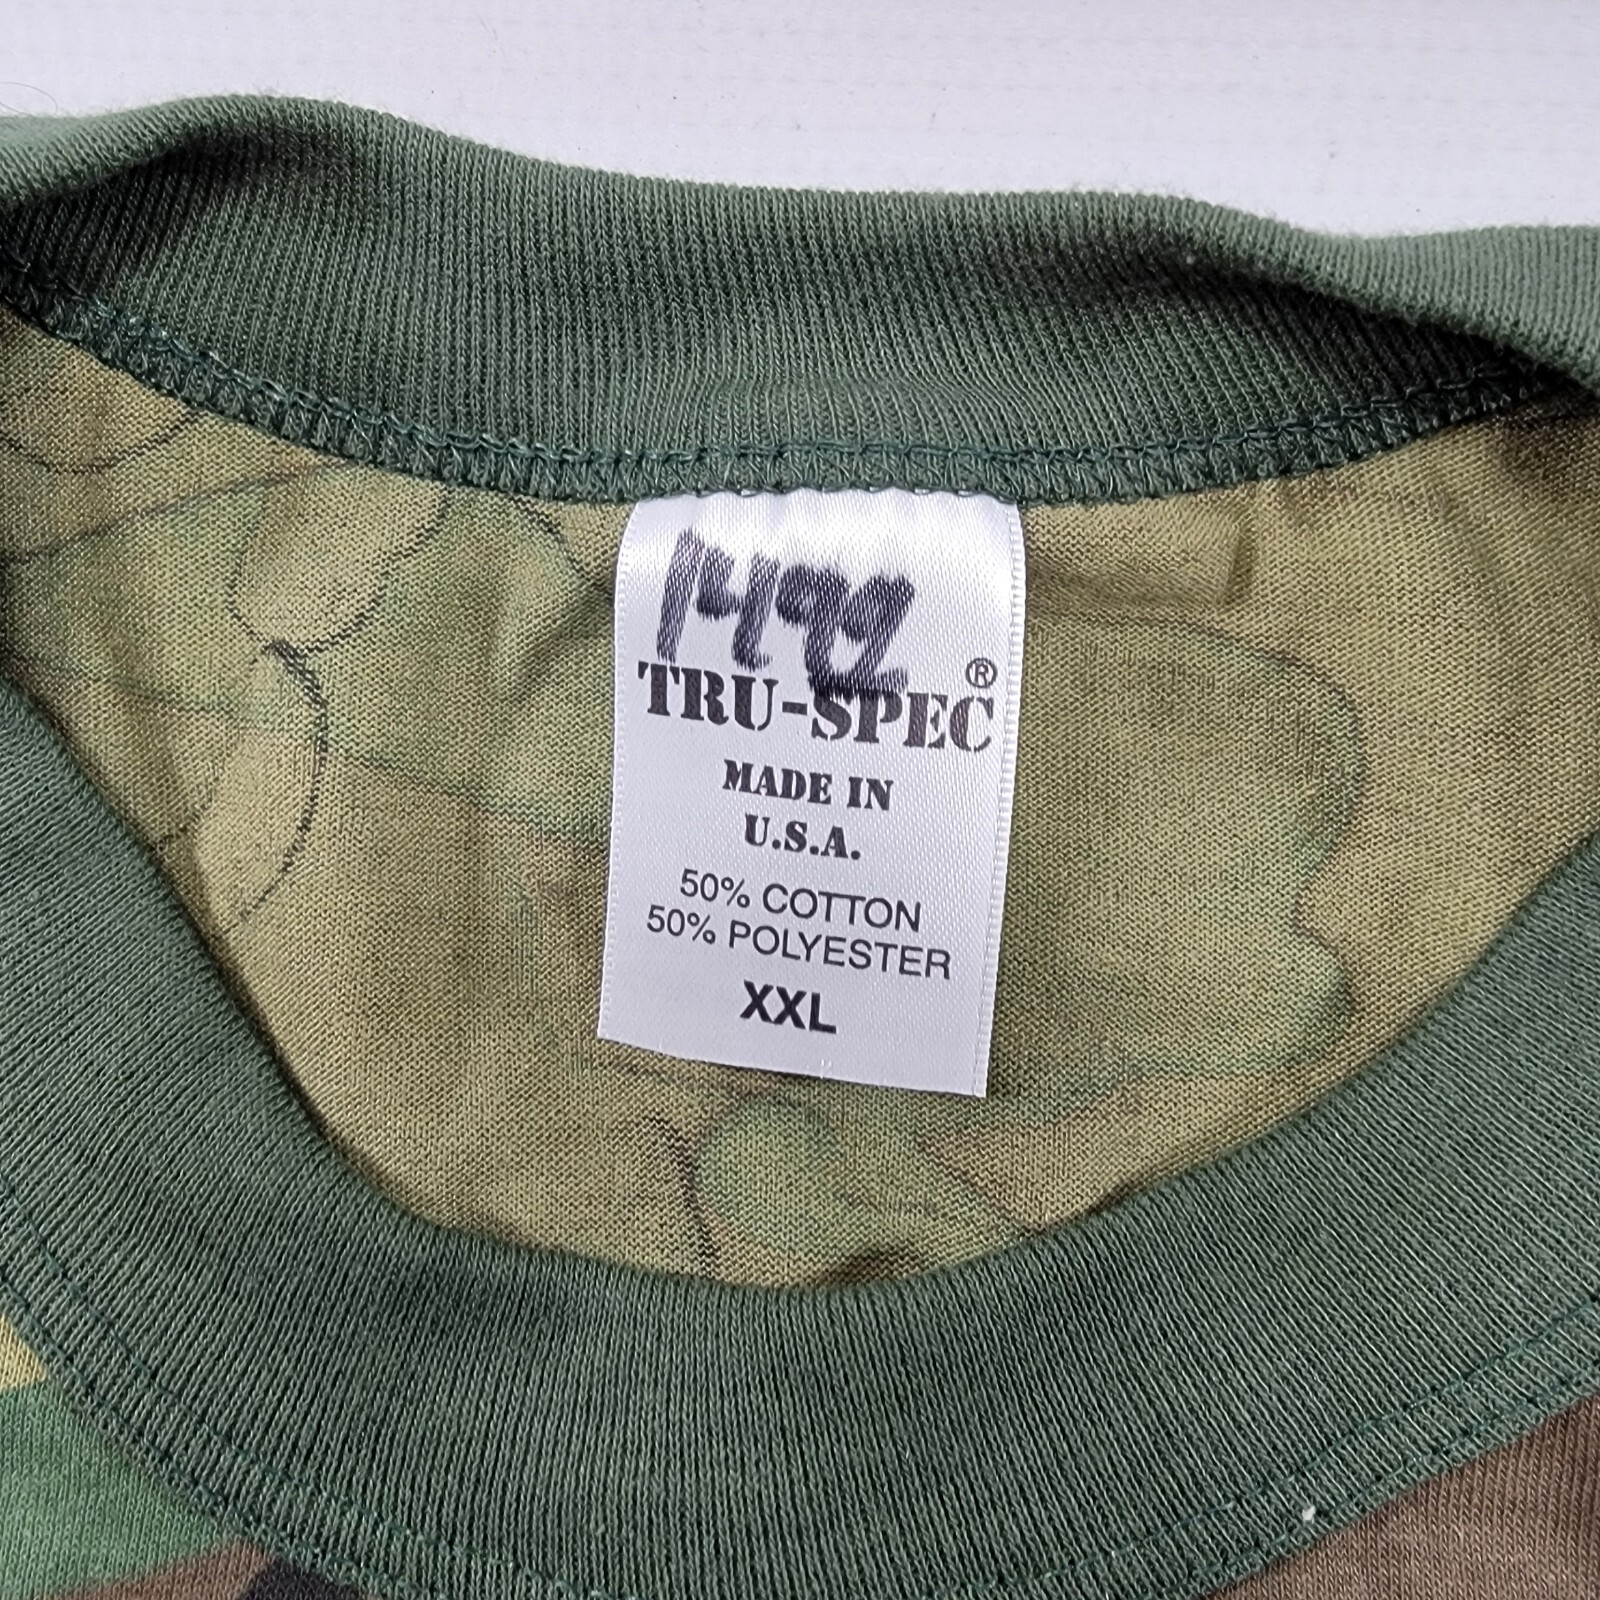 1492
TRU-SPEC®
MADE IN
U.S.A.
50% COTTON
50% POLYESTER
XXL